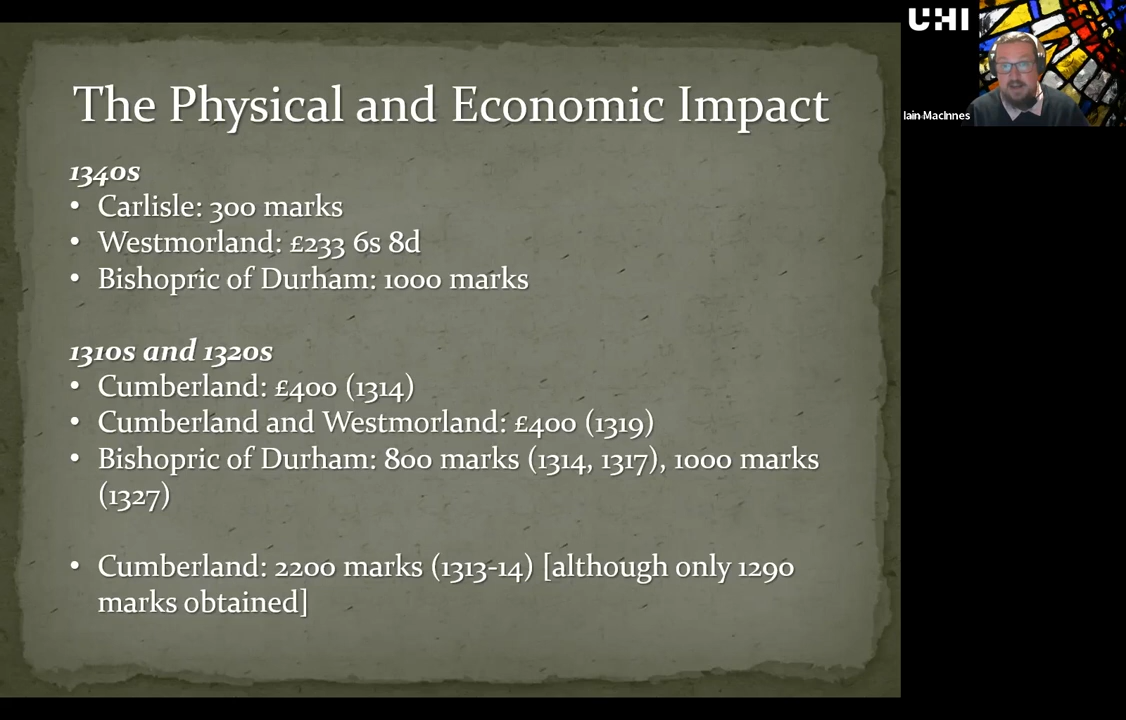 The Physical and Economic Impact
1340s
• Carlisle: 300 marks
• Westmorland: £233 6s 8d
• Bishopric of Durham: 1000 marks
1310s and 1320s
• Cumberland: £400 (1314)
• Cumberland and Westmorland: £400 (1319)
• Bishopric of Durham: 800 marks (1314, 1317), 1000 marks
(1327)
• Cumberland: 2200 marks (1313-14) [although only 1290
marks obtained]
UHI
Iain MacInnes